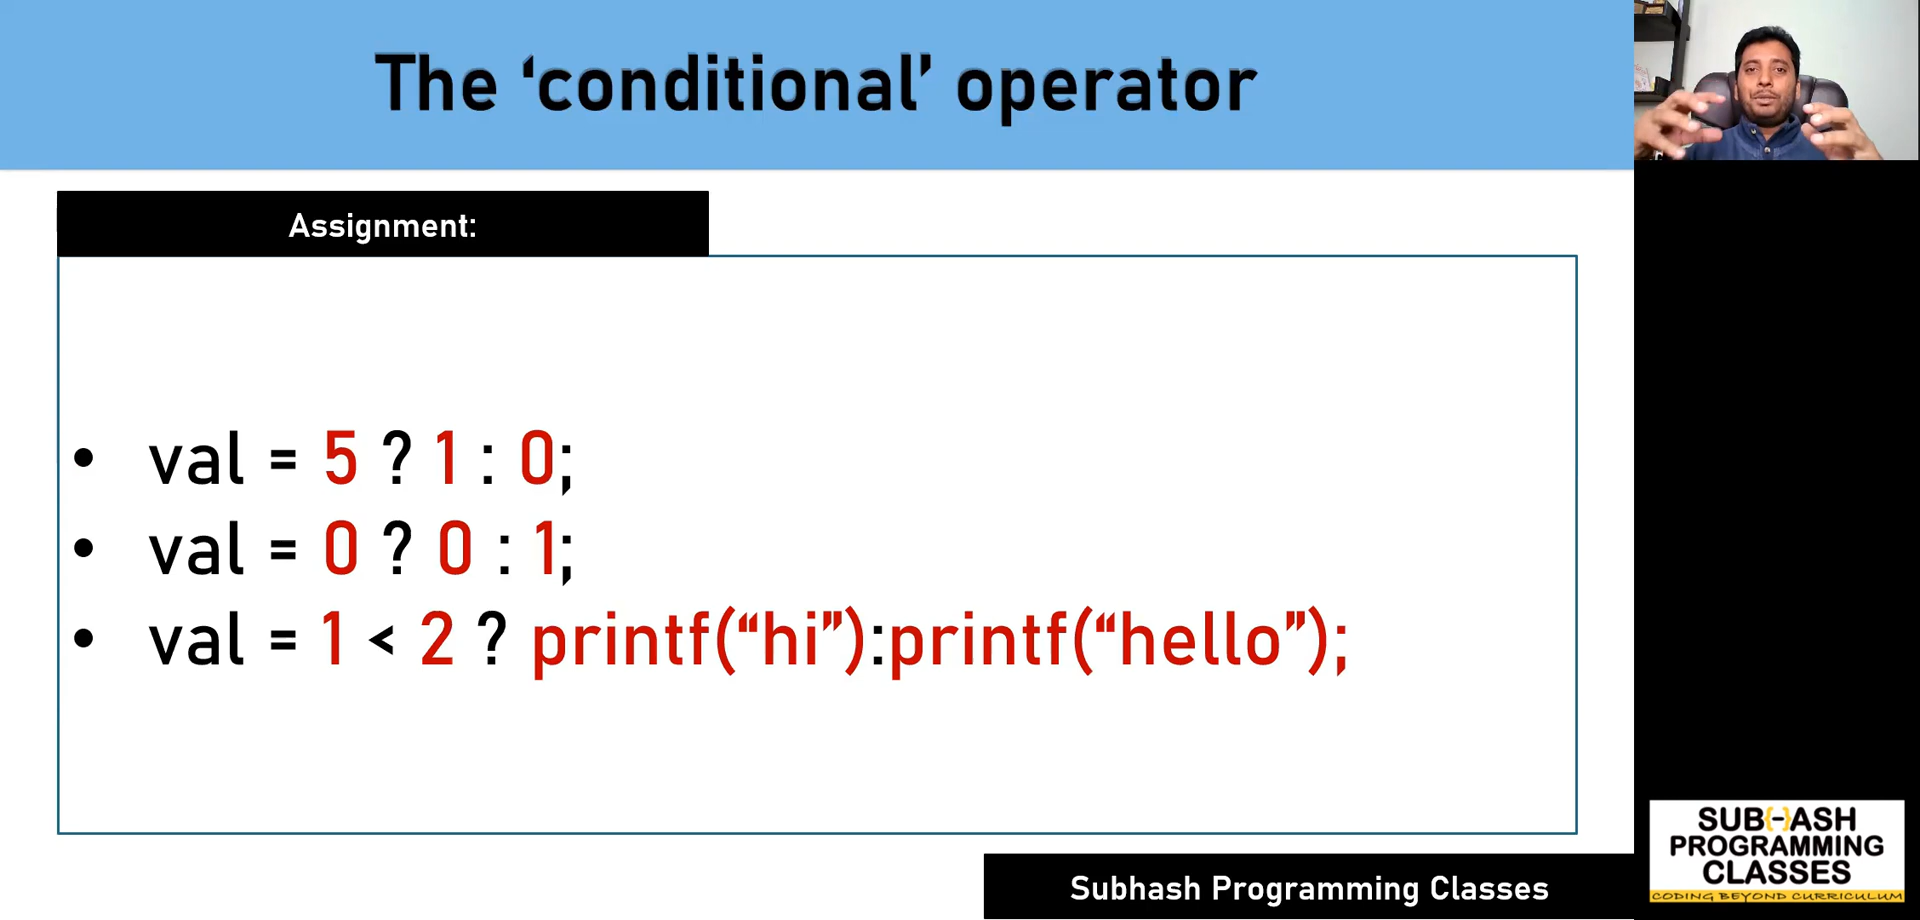 The ‘conditional’ operator
Assignment:
• val = 5 ? 1 : 0;
• val = 0 ? 0 : 1;
• val = 1 < 2 ? printf(“hi”):printf(“hello”);
Subhash Programming Classes
SUB{-}ASH
PROGRAMMING
CLASSES
CODING BEYOND CURRICULUM